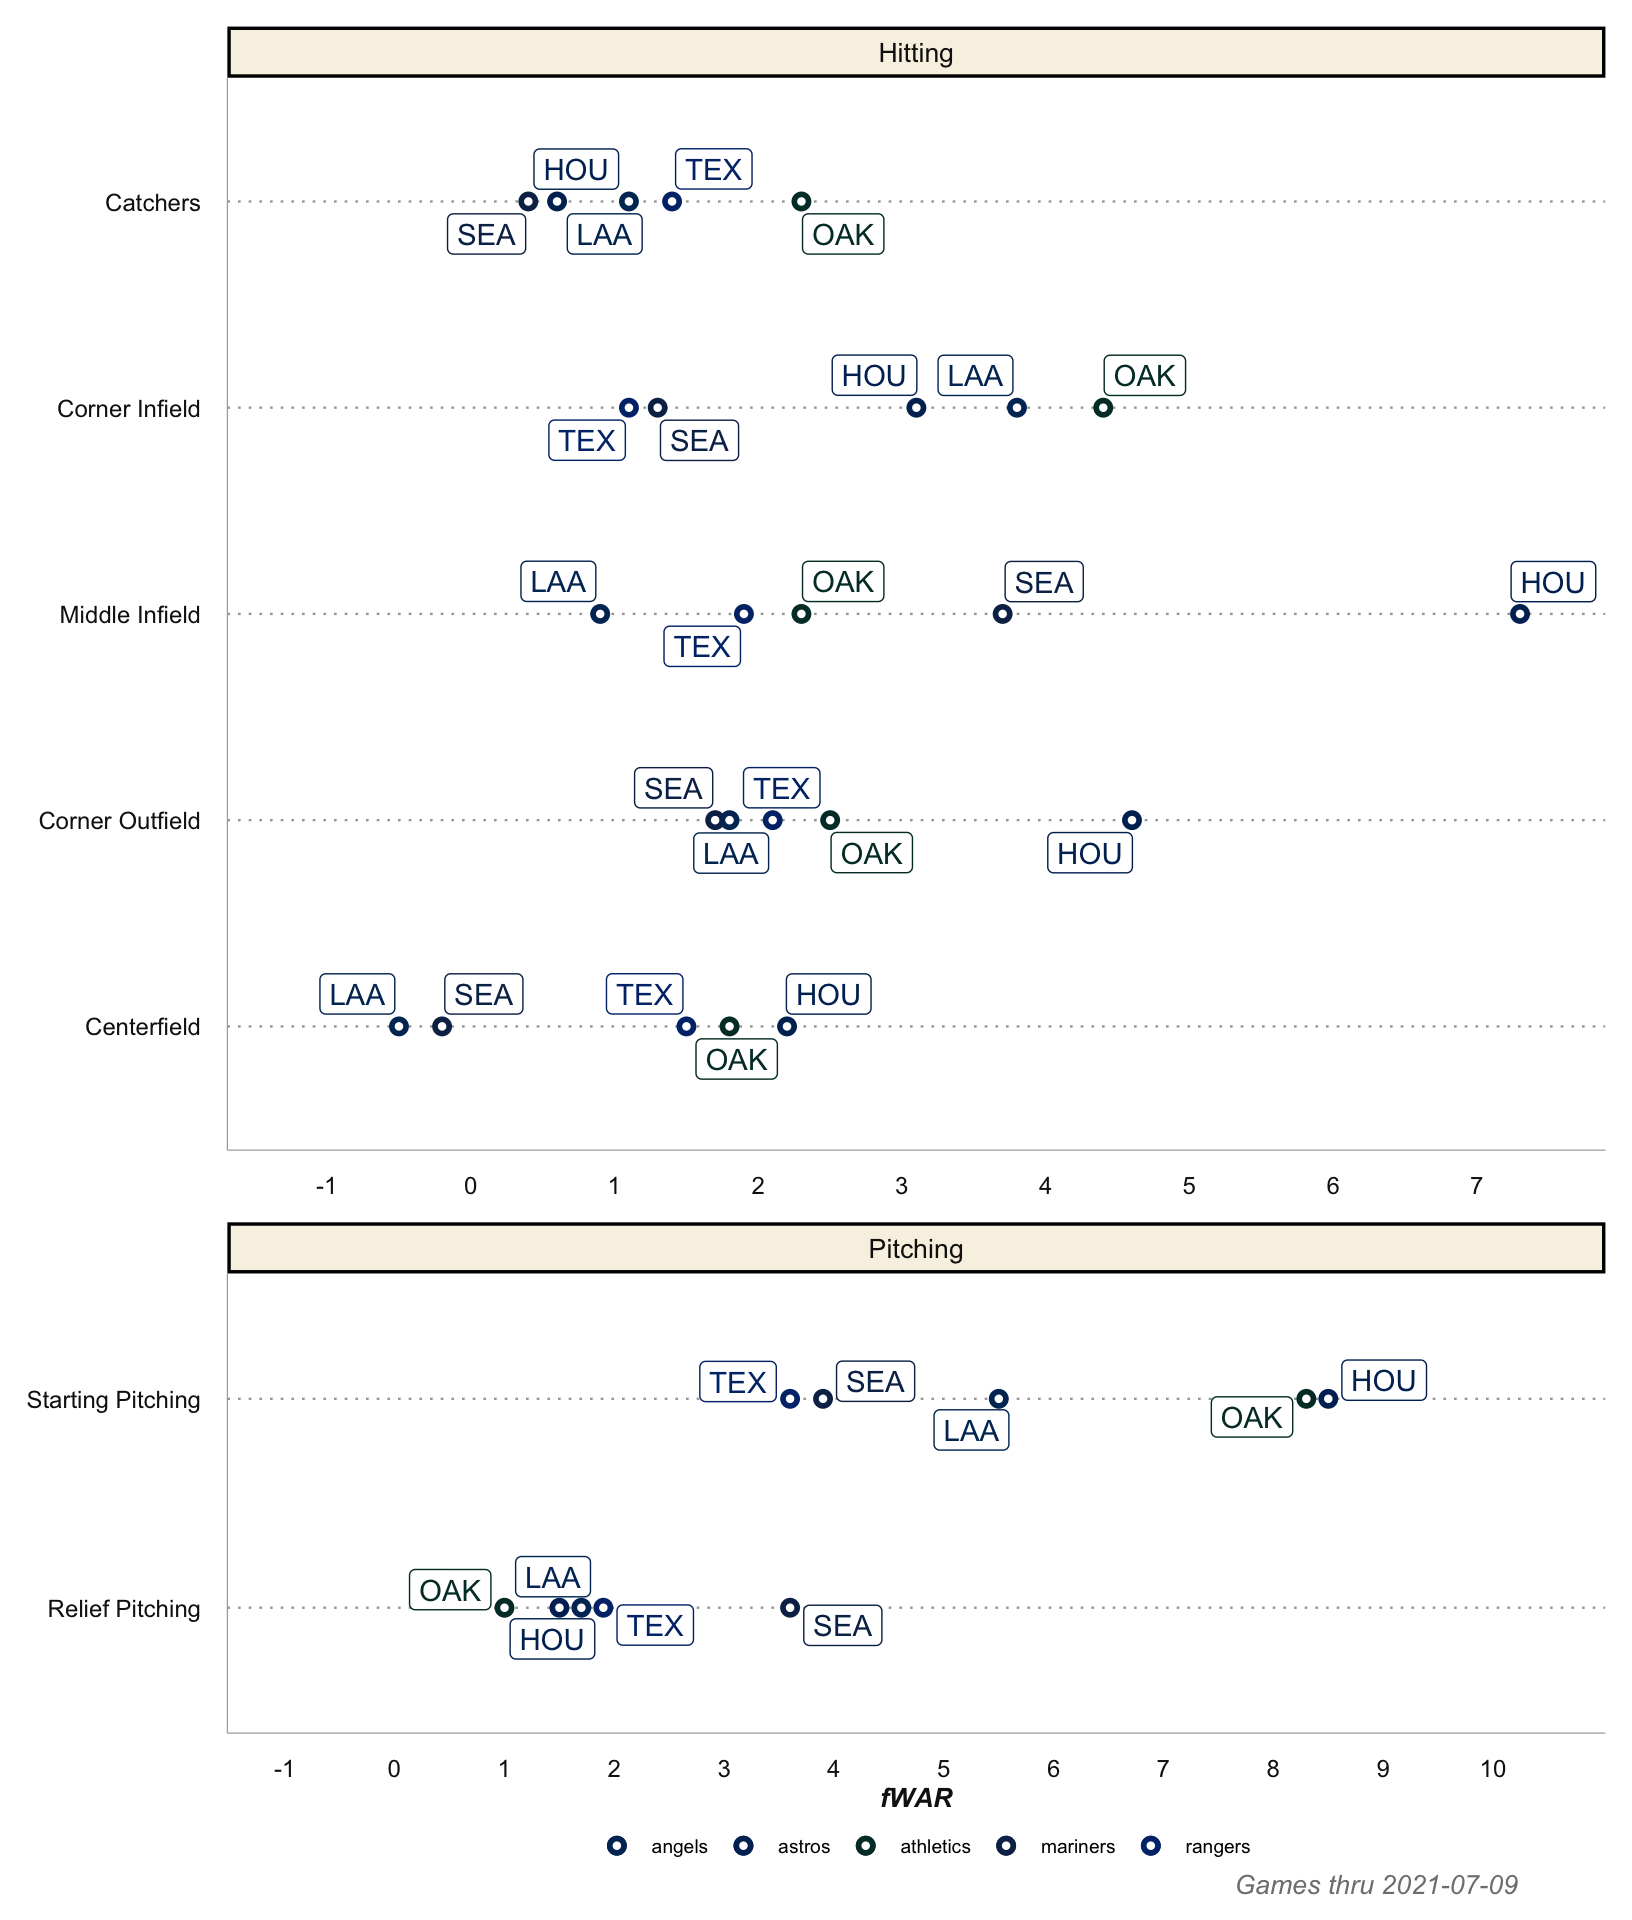 Hitting
HOU TEX
Catchers
SEA LAA OAK
HOU LAA OAK
Corner Infield
TEX SEA
LAA OAK SEA HOU
Middle Infield
TEX
SEA TEX
Corner Outfield
LAA OAK HOU
LAA SEA TEX HOU
Centerfield
OAK
-1 0 1 2 3 4 5 6 7
Pitching
TEX SEA HOU
Starting Pitching
OAK
LAA
LAA
OAK
Relief Pitching
TEX SEA
HOU
-1 0 1 2 3 4 5 6 7 8 9 10
fWAR
angels astros athletics mariners rangers
Games thru 2021-07-09